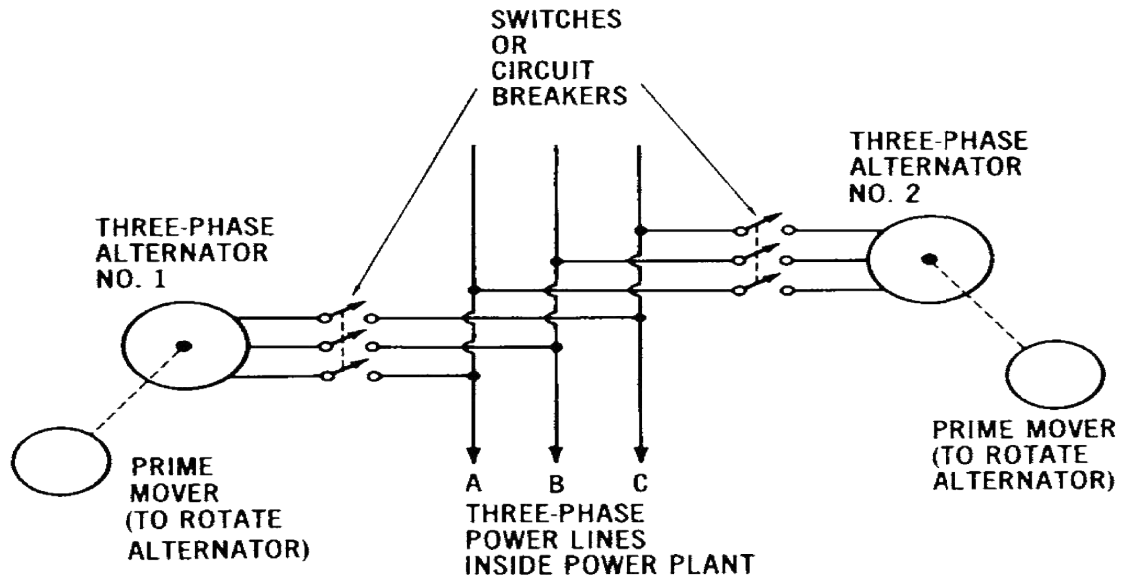 SWITCHES
OR
CIRCUIT
BREAKERS
THREE-PHASE
ALTERNATOR
NO. 2
THREE-PHASE
ALTERNATOR
NO. 1
PRIME MOVER
(TO ROTATE
ALTERNATOR)
PRIME
MOVER
(TO ROTATE
ALTERNATOR)
A B C
THREE-PHASE
POWER LINES
INSIDE POWER PLANT